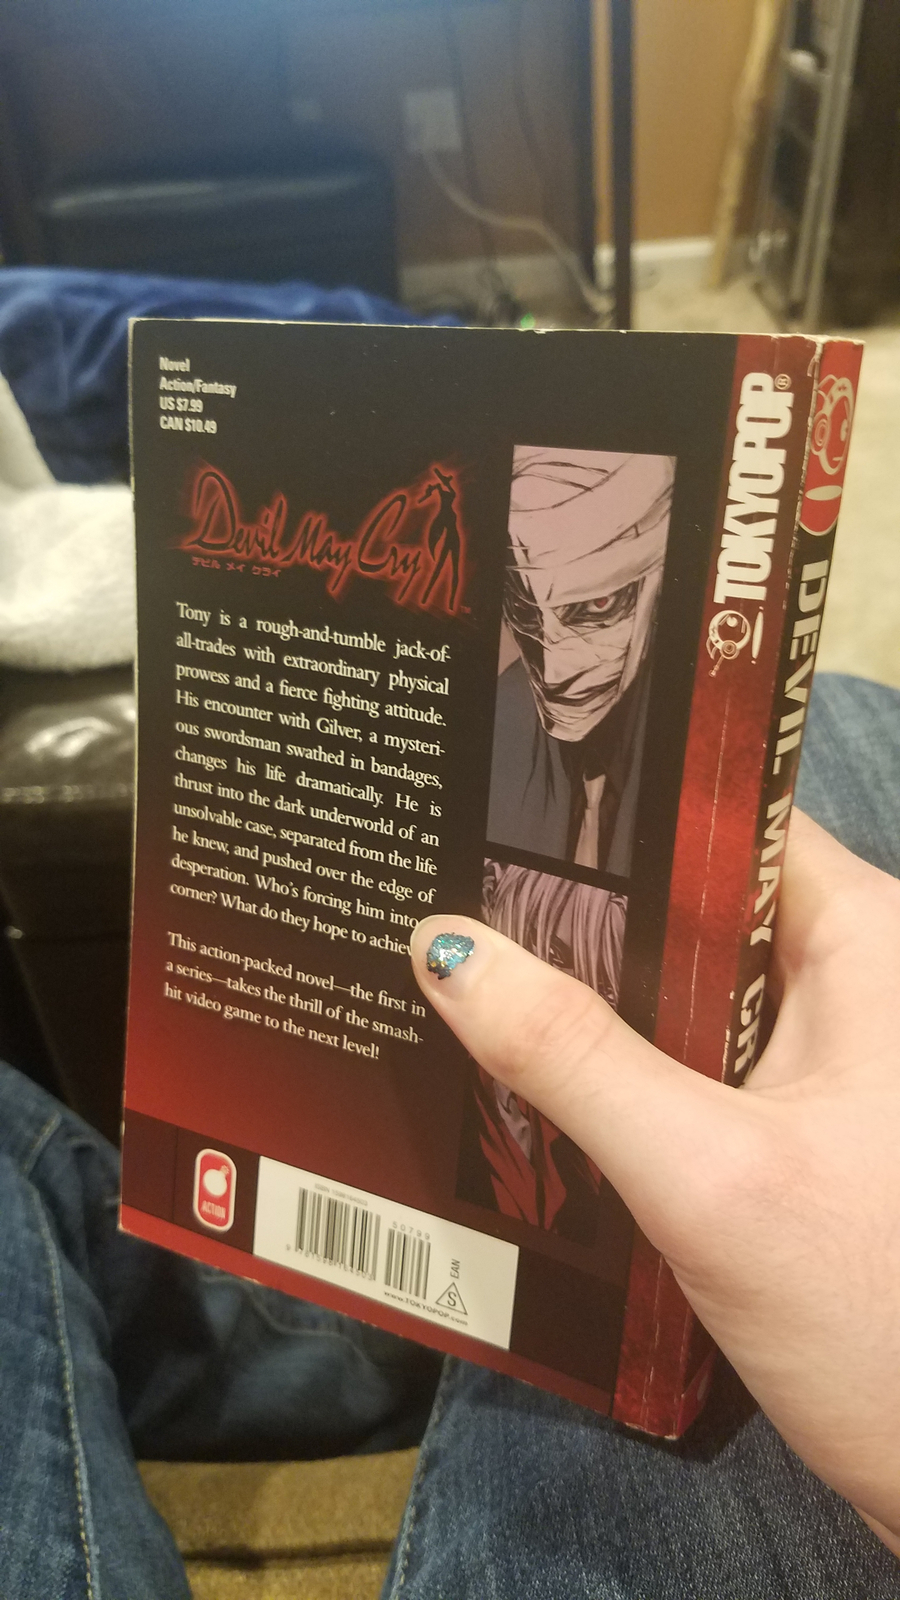 Novel
Action/Fantasy
US $7.99
CAN $10.49
Devil May Cry
デビル メイ クライ
Tony is a rough-and-tumble jack-of-
all-trades with extraordinary physical
prowess and a fierce fighting attitude.
His encounter with Gilver, a mysteri-
ous swordsman swathed in bandages,
changes his life dramatically. He is
thrust into the dark underworld of an
unsolvable case, separated from the life
he knew, and pushed over the edge of
desperation. Who's forcing him into
corner? What do they hope to achiev
This action-packed novel—the first in
a series—takes the thrill of the smash-
hit video game to the next level!
ACTION
50799
EAN
S
www.TOKYOPOP.com
TOKYOPOP®
DEVIL MAY CR